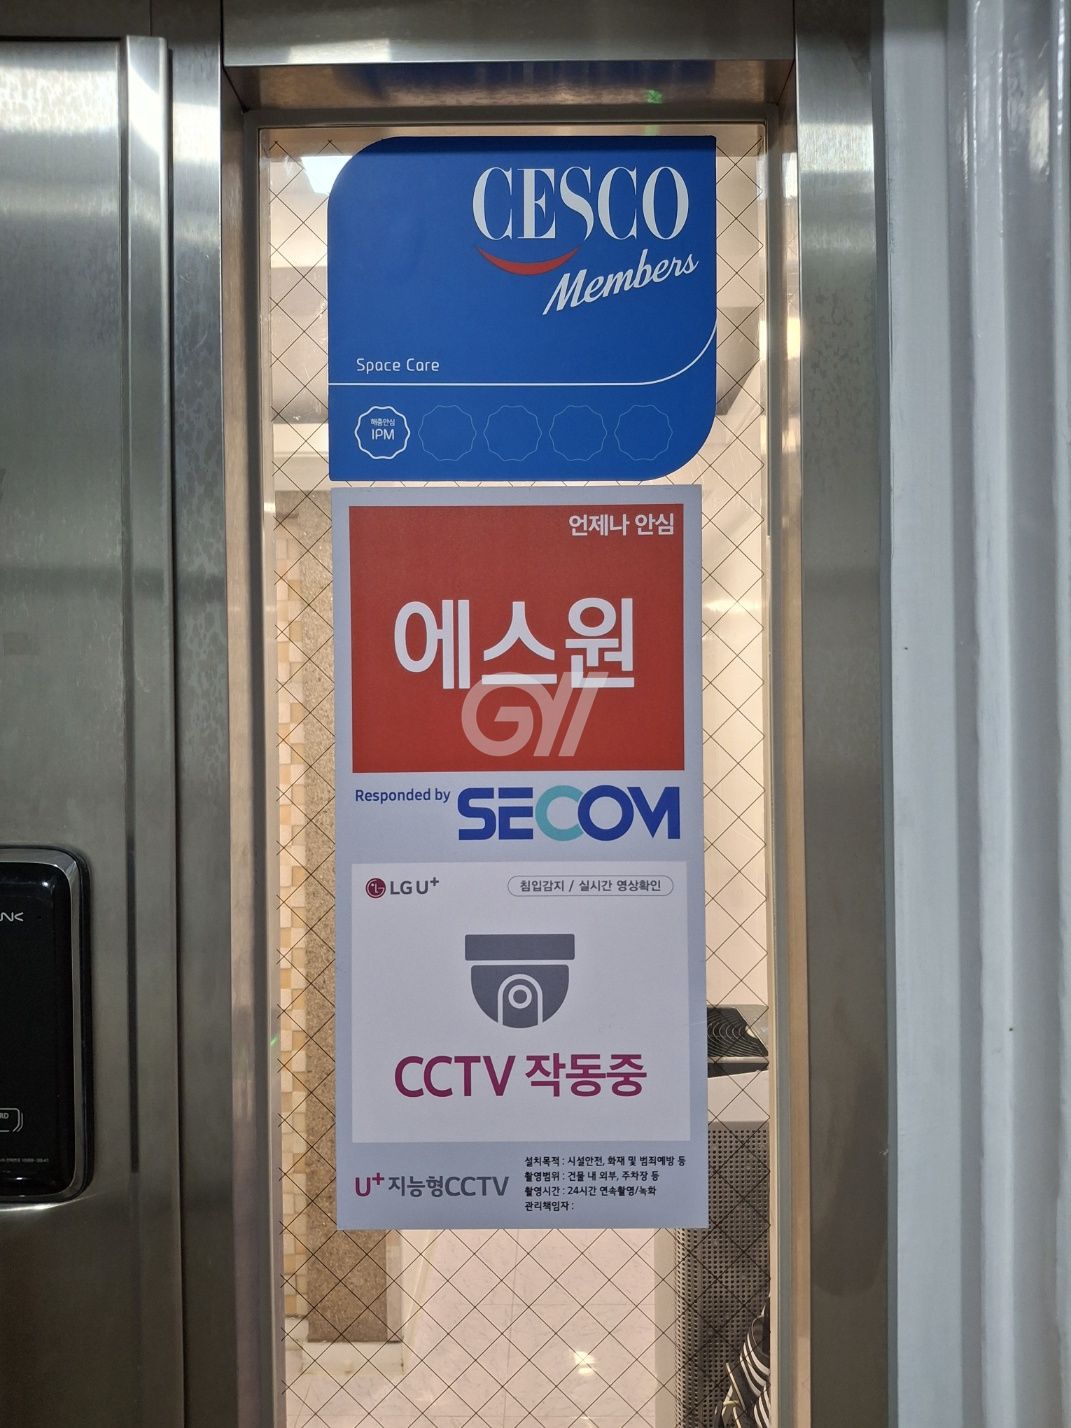 CESCO
Members
Space Care
해충안심
IPM
언제나 안심
에스원
GV
Responded by SECOM
LG U+
침입감지 / 실시간 영상확인
CCTV 작동중
U+지능형CCTV
설치목적 : 시설안전, 화재 및 범죄예방 등
촬영범위 : 건물 내 외부, 주차장 등
촬영시간 : 24시간 연속촬영/녹화
관리책임자 :